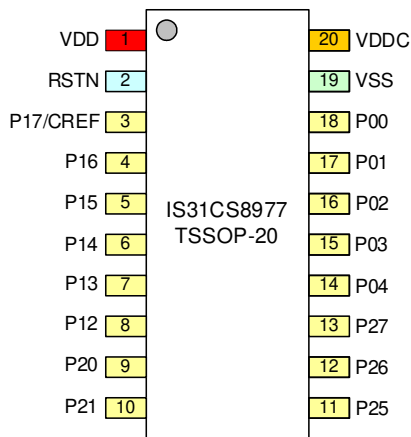 VDD 1 20 VDDC
RSTN 2 19 VSS
P17/CREF 3 18 P00
P16 4 17 P01
P15 5 16 P02
IS31CS8977
TSSOP-20
P14 6 15 P03
P13 7 14 P04
P12 8 13 P27
P20 9 12 P26
P21 10 11 P25